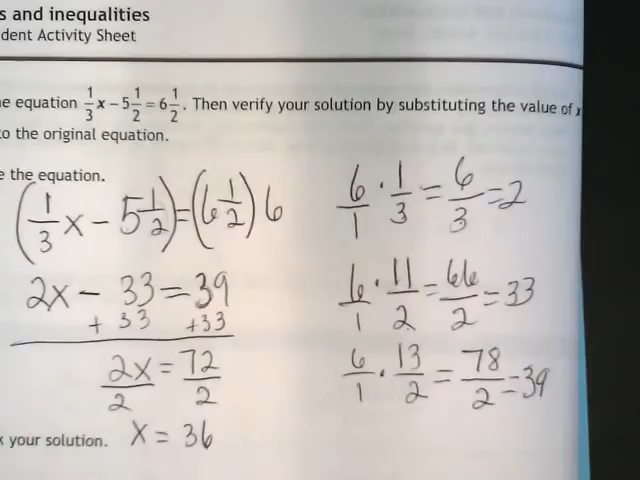 s and inequalities
dent Activity Sheet
e equation 1/3 x − 5 1/2 = 6 1/2. Then verify your solution by substituting the value of x
o the original equation.
e the equation.
(1/3 x − 5 1/2) = (6 1/2) 6
2x − 33 = 39
+ 33 +33
2x/2 = 72/2
x your solution. X = 36
6/1 · 1/3 = 6/3 = 2
6/1 · 11/2 = 66/2 = 33
6/1 · 13/2 = 78/2 = 39